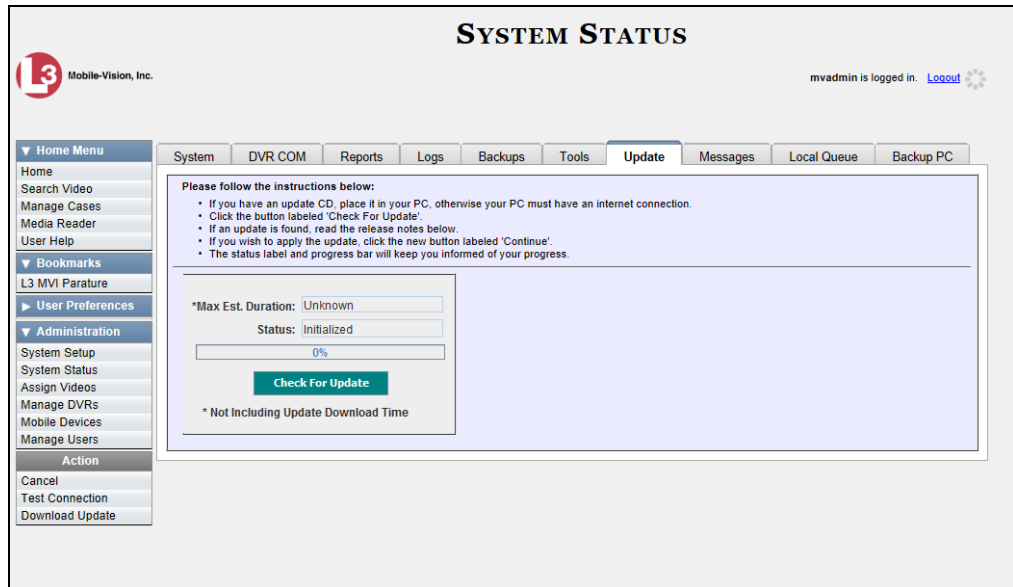 SYSTEM STATUS
L3 Mobile-Vision, Inc.
mvadmin is logged in. Logout
▼ Home Menu
Home
Search Video
Manage Cases
Media Reader
User Help
▼ Bookmarks
L3 MVI Parature
▶ User Preferences
▼ Administration
System Setup
System Status
Assign Videos
Manage DVRs
Mobile Devices
Manage Users
Action
Cancel
Test Connection
Download Update
System DVR COM Reports Logs Backups Tools Update Messages Local Queue Backup PC
Please follow the instructions below:
• If you have an update CD, place it in your PC, otherwise your PC must have an internet connection.
• Click the button labeled 'Check For Update'.
• If an update is found, read the release notes below.
• If you wish to apply the update, click the new button labeled 'Continue'.
• The status label and progress bar will keep you informed of your progress.
*Max Est. Duration: Unknown
Status: Initialized
0%
Check For Update
* Not Including Update Download Time